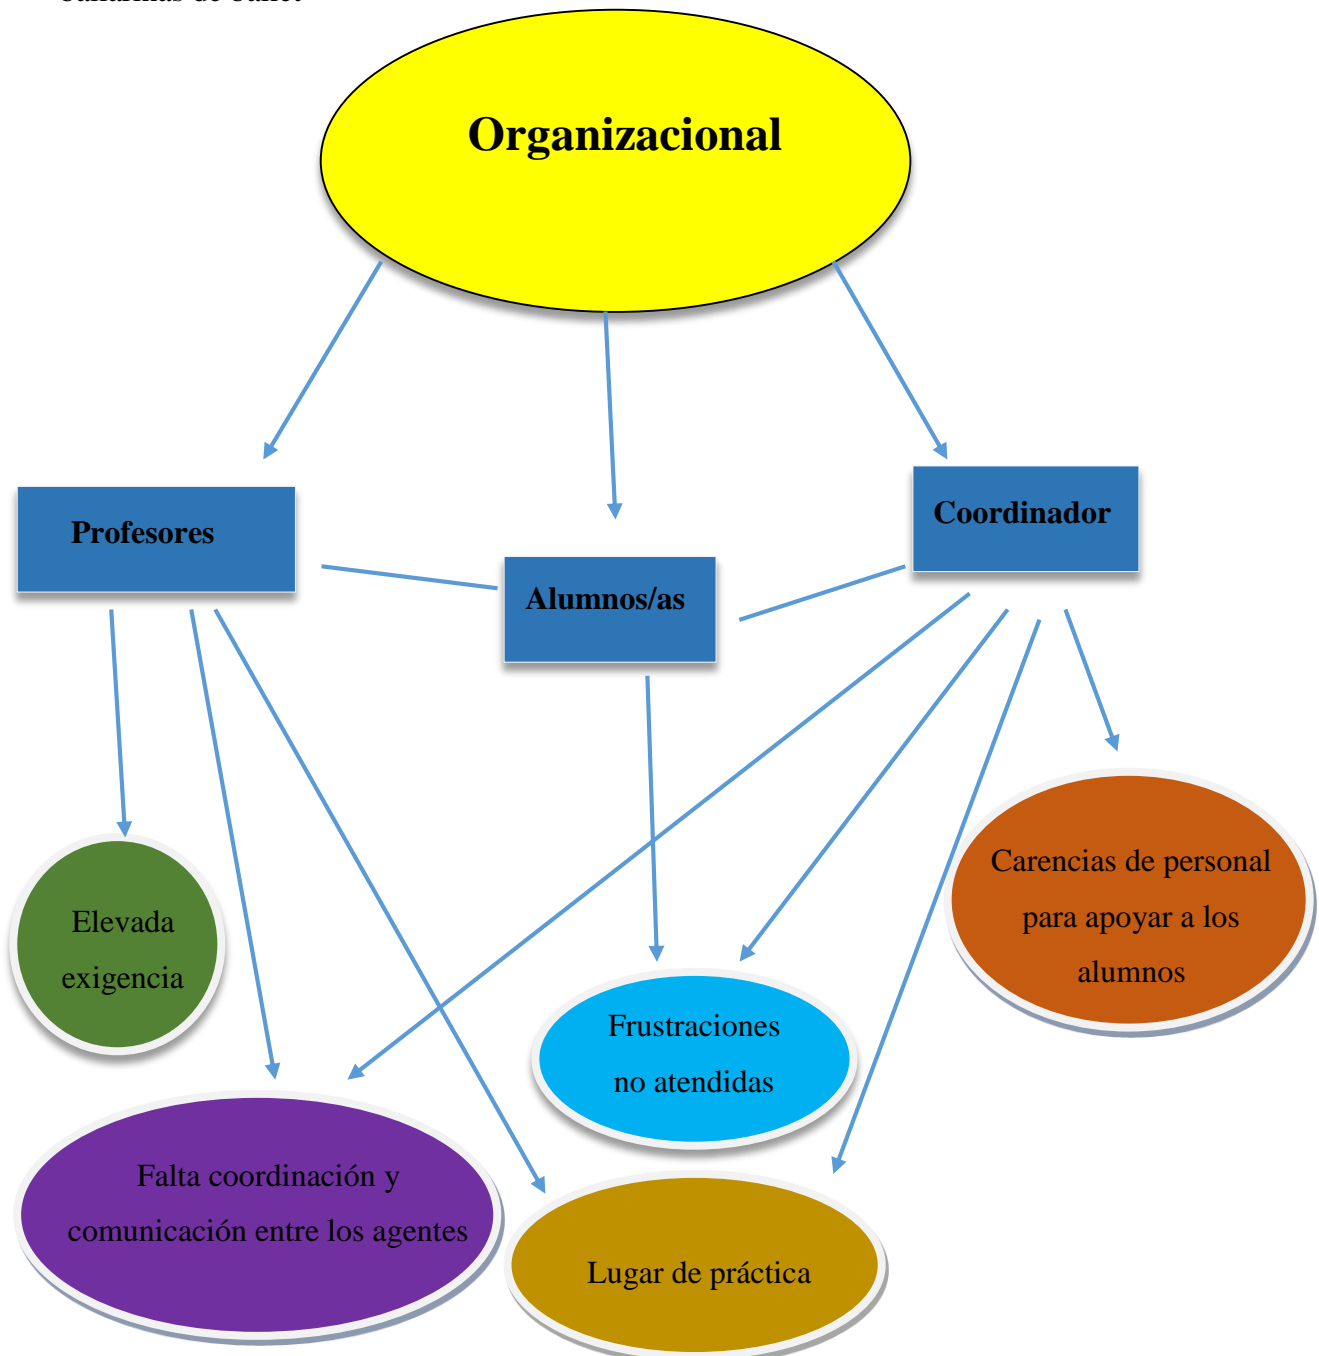 Organizacional
Profesores
Coordinador
Alumnos/as
Elevada
exigencia
Carencias de personal
para apoyar a los
alumnos
Frustraciones
no atendidas
Falta coordinación y
comunicación entre los agentes
Lugar de práctica